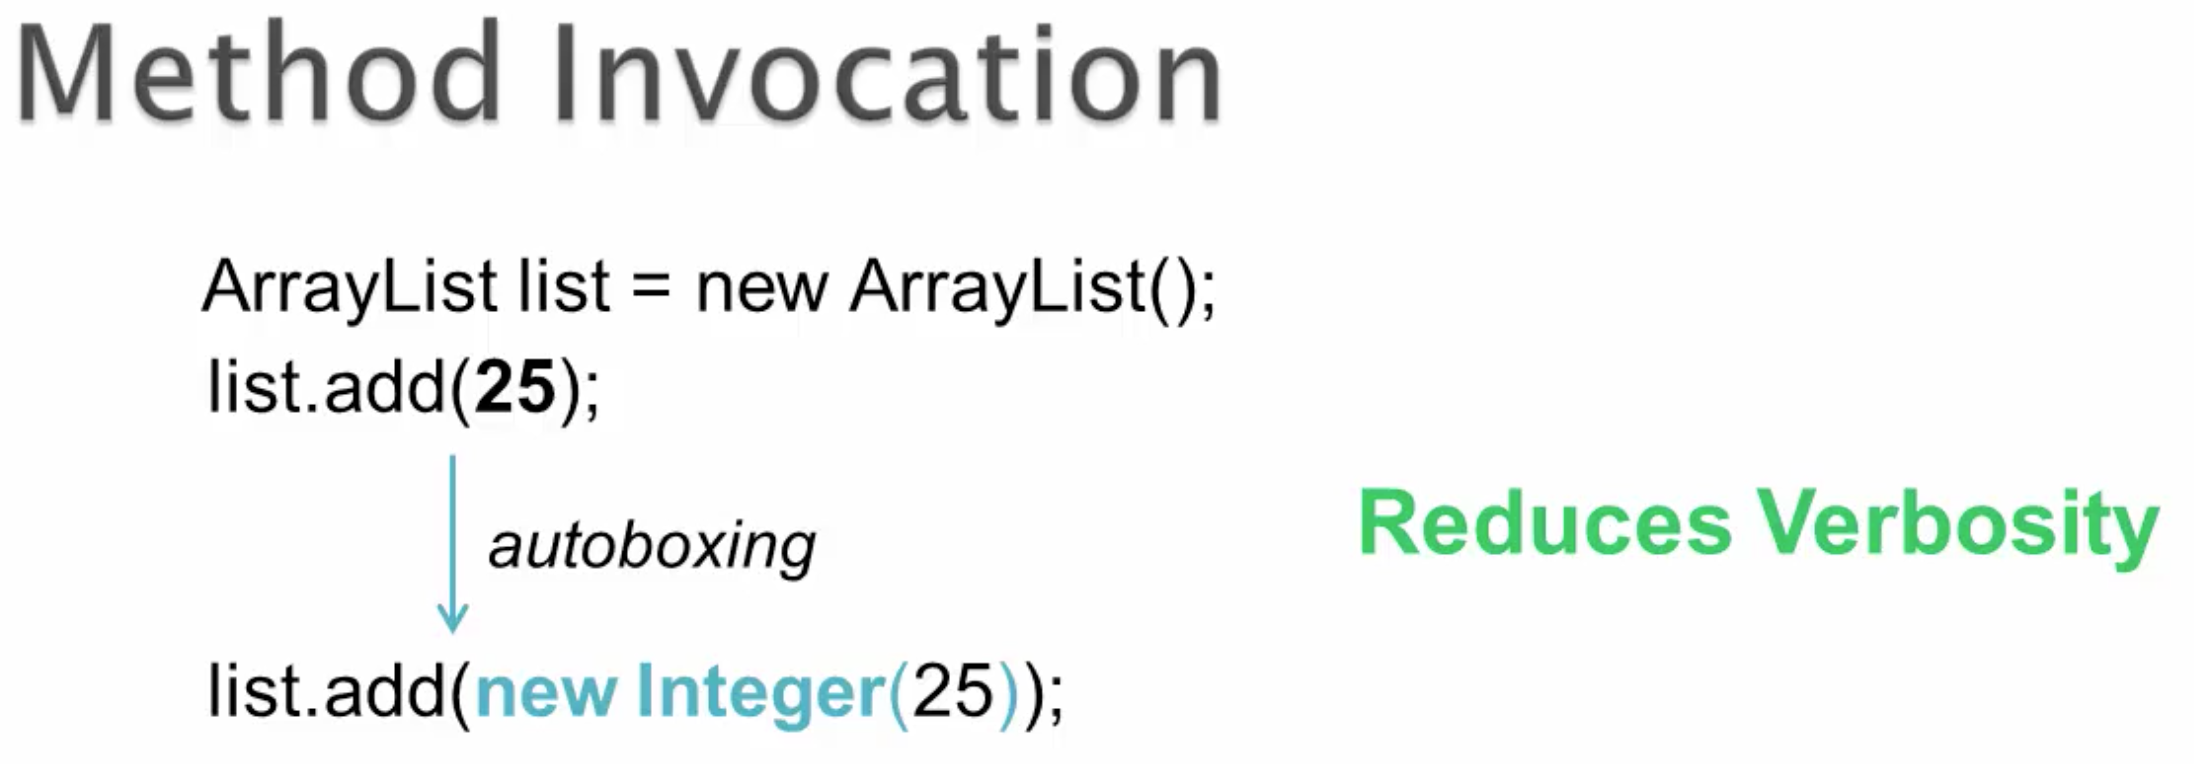 Method Invocation
ArrayList list = new ArrayList();
list.add(25);
autoboxing
Reduces Verbosity
list.add(new Integer(25));